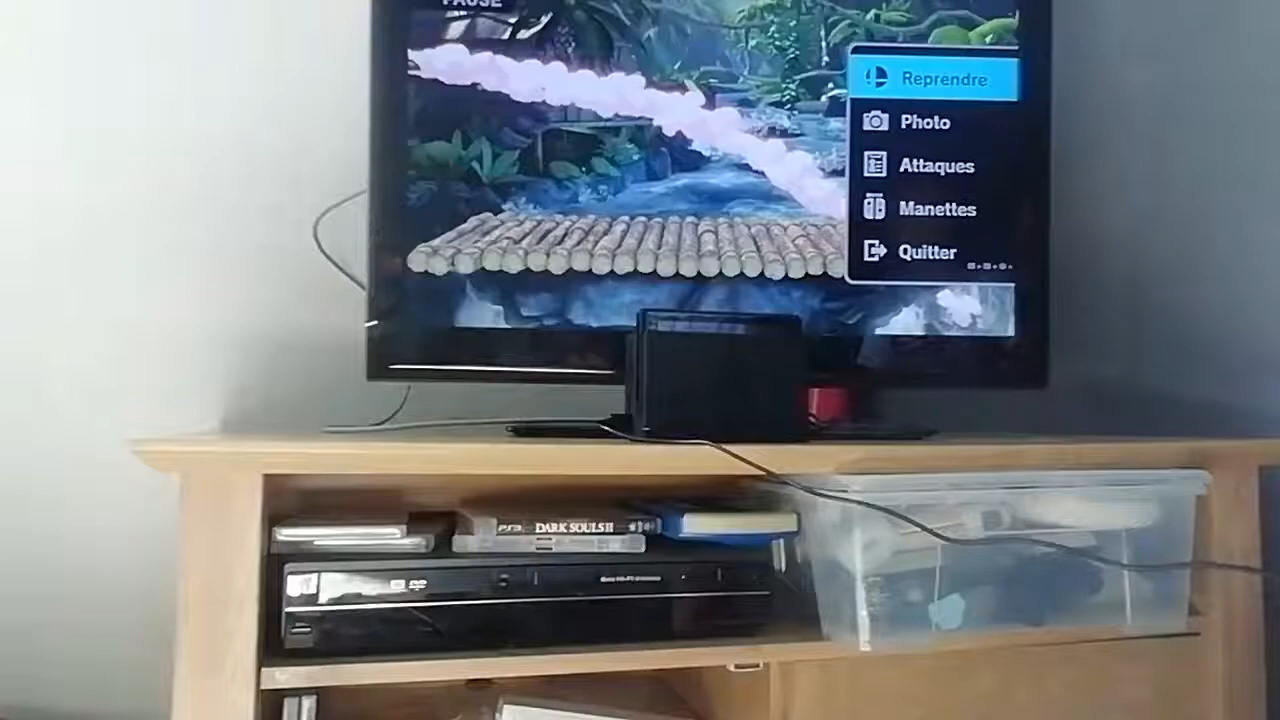 PAUSE
Reprendre
Photo
Attaques
Manettes
Quitter
PS3 DARK SOULS II
DVD